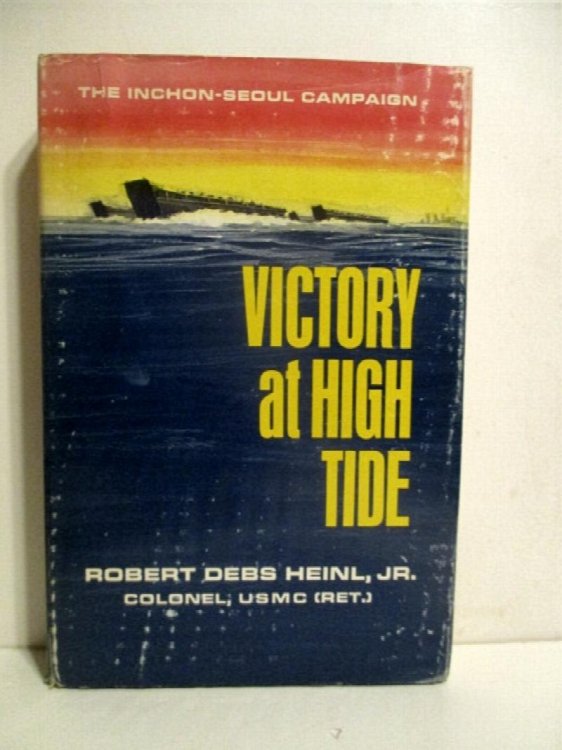 THE INCHON-SEOUL CAMPAIGN
VICTORY
at HIGH
TIDE
ROBERT DEBS HEINL, JR.
COLONEL, USMC (RET.)